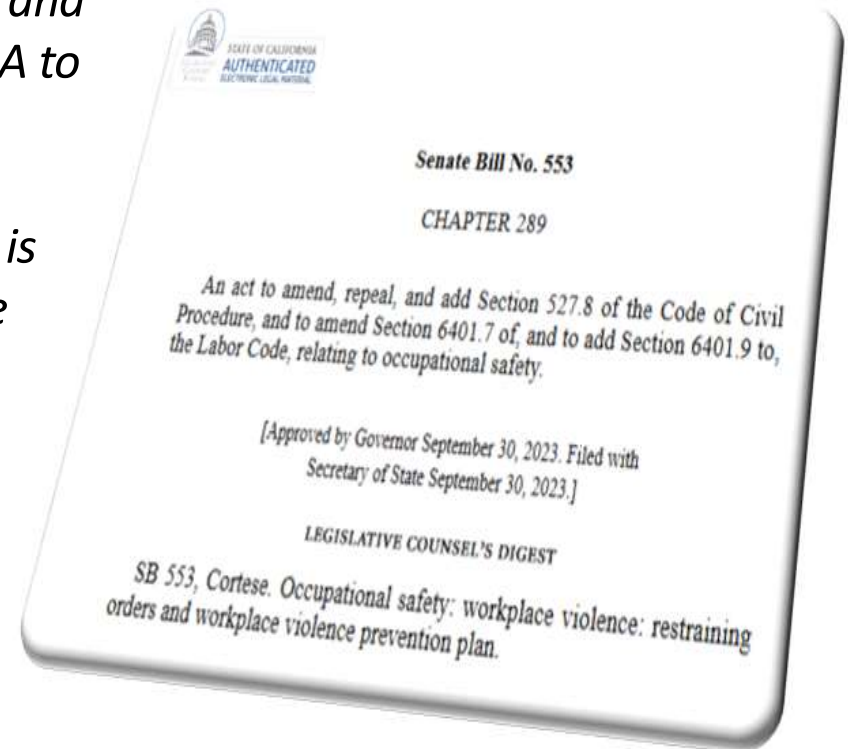 and
A to
is
e
STATE OF CALIFORNIA
AUTHENTICATED
ELECTRONIC LEGAL MATERIAL
Senate Bill No. 553
CHAPTER 289
An act to amend, repeal, and add Section 527.8 of the Code of Civil
Procedure, and to amend Section 6401.7 of, and to add Section 6401.9 to,
the Labor Code, relating to occupational safety.
[Approved by Governor September 30, 2023. Filed with
Secretary of State September 30, 2023.]
LEGISLATIVE COUNSEL'S DIGEST
SB 553, Cortese. Occupational safety: workplace violence: restraining
orders and workplace violence prevention plan.